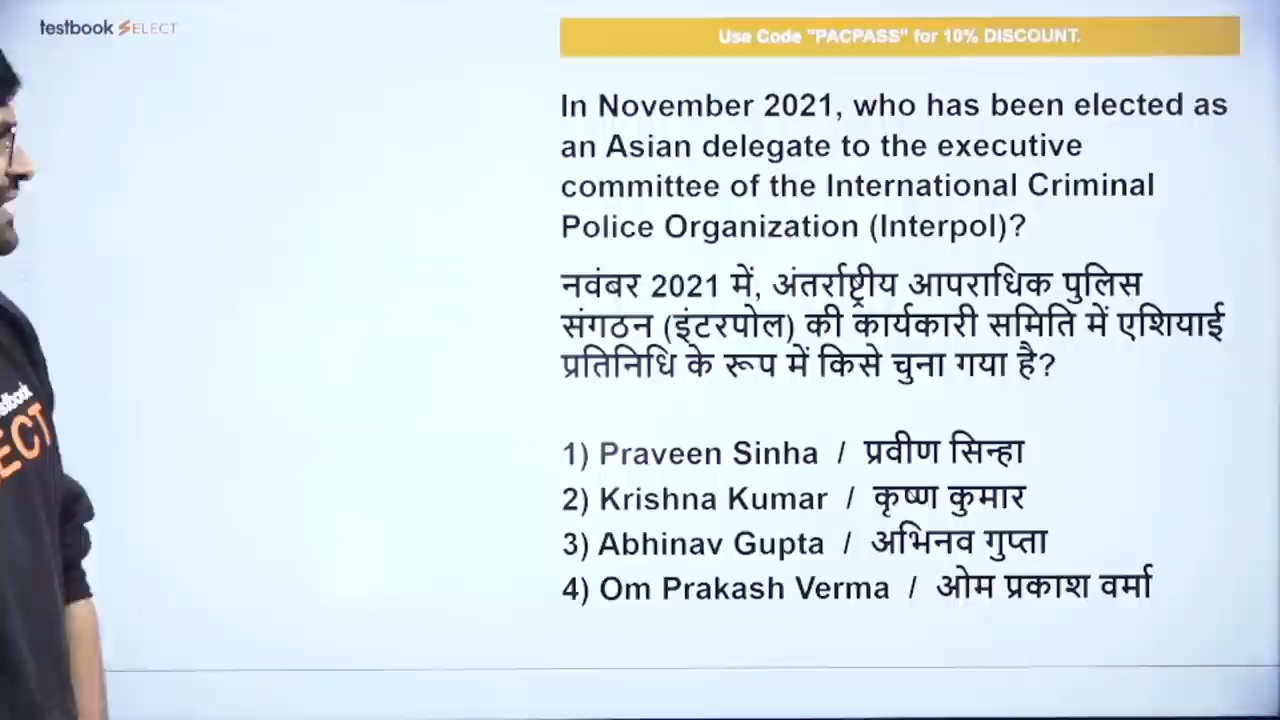 testbook SELECT
Use Code "PACPASS" for 10% DISCOUNT.
In November 2021, who has been elected as
an Asian delegate to the executive
committee of the International Criminal
Police Organization (Interpol)?
नवंबर 2021 में, अंतर्राष्ट्रीय आपराधिक पुलिस
संगठन (इंटरपोल) की कार्यकारी समिति में एशियाई
प्रतिनिधि के रूप में किसे चुना गया है?
1) Praveen Sinha / प्रवीण सिन्हा
2) Krishna Kumar / कृष्ण कुमार
3) Abhinav Gupta / अभिनव गुप्ता
4) Om Prakash Verma / ओम प्रकाश वर्मा
ECT